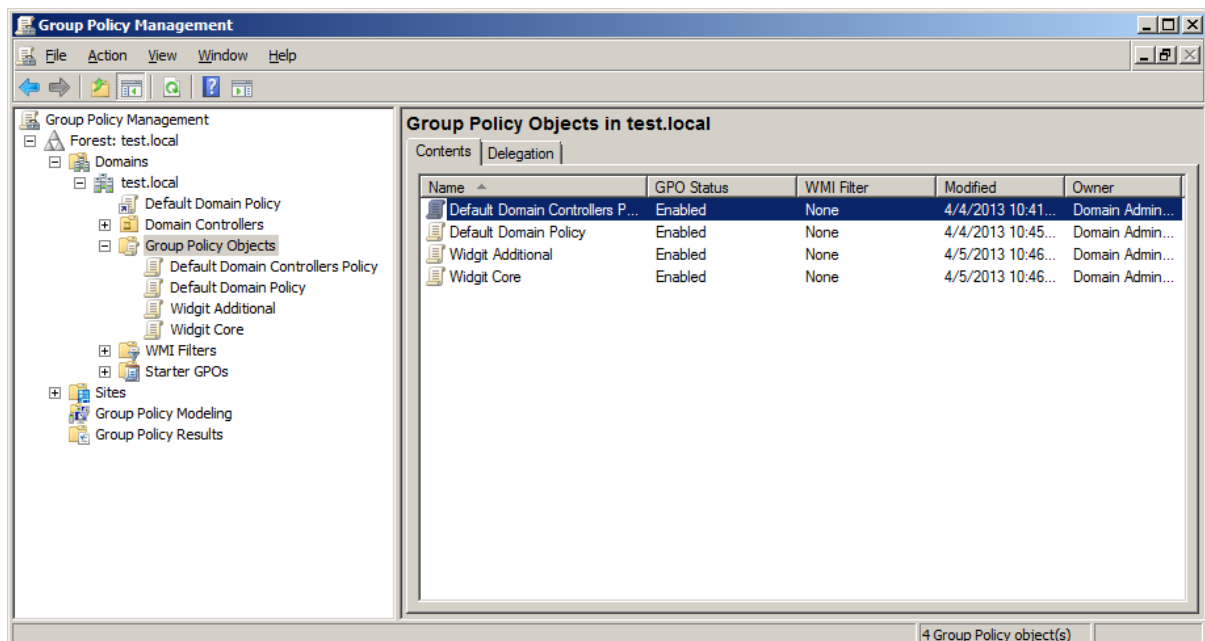 Group Policy Management
File Action View Window Help
Group Policy Management
Forest: test.local
Domains
test.local
Default Domain Policy
Domain Controllers
Group Policy Objects
Default Domain Controllers Policy
Default Domain Policy
Widgit Additional
Widgit Core
WMI Filters
Starter GPOs
Sites
Group Policy Modeling
Group Policy Results
Group Policy Objects in test.local
Contents Delegation
Name GPO Status WMI Filter Modified Owner
Default Domain Controllers P... Enabled None 4/4/2013 10:41... Domain Admin...
Default Domain Policy Enabled None 4/4/2013 10:45... Domain Admin...
Widgit Additional Enabled None 4/5/2013 10:46... Domain Admin...
Widgit Core Enabled None 4/5/2013 10:46... Domain Admin...
4 Group Policy object(s)